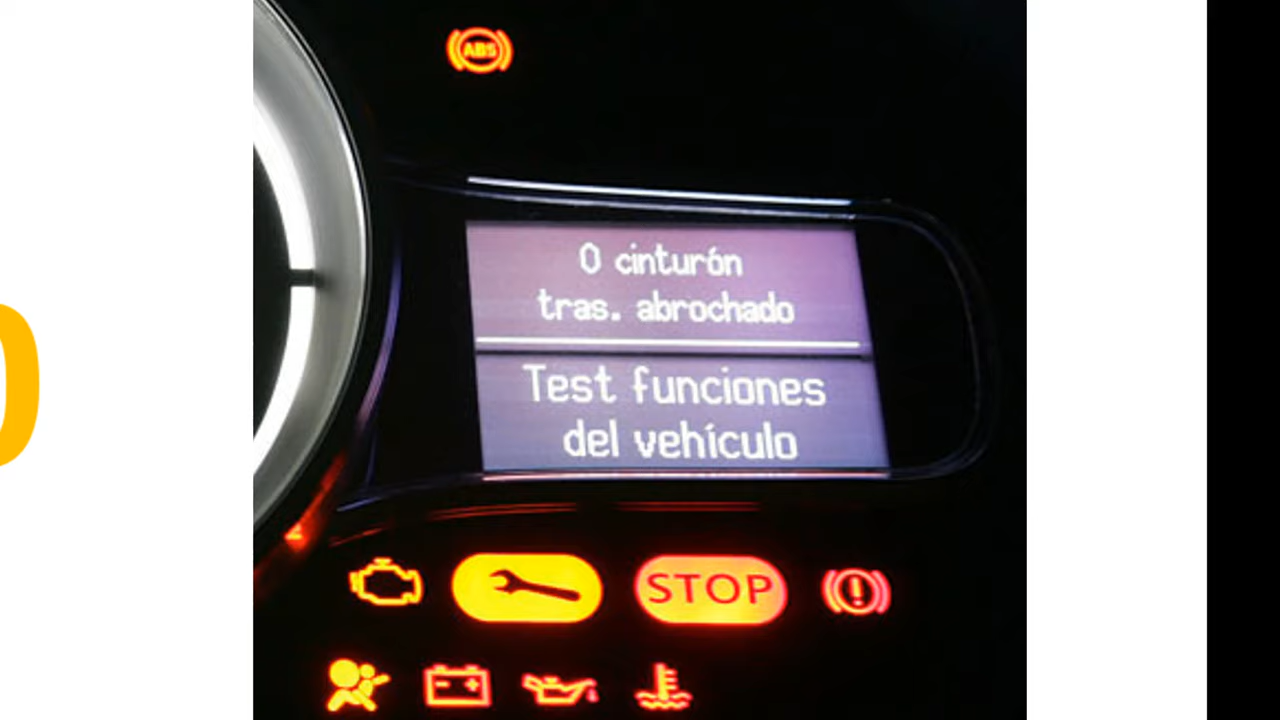 ABS
0 cinturón
tras. abrochado
Test funciones
del vehículo
STOP